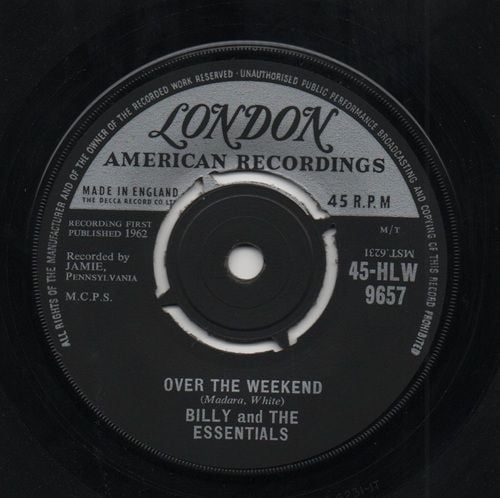 ALL RIGHTS OF THE MANUFACTURER AND OF THE OWNER OF THE RECORDED WORK RESERVED · UNAUTHORISED PUBLIC PERFORMANCE BROADCASTING AND COPYING OF THIS RECORD PROHIBITED
LONDON
AMERICAN RECORDINGS
MADE IN ENGLAND
THE DECCA RECORD CO. LTD
45 R.P.M
RECORDING FIRST
PUBLISHED 1962
M/T
Recorded by
JAMIE,
PENNSYLVANIA
MST.6231
M.C.P.S.
45-HLW
9657
OVER THE WEEKEND
(Madara, White)
BILLY and THE
ESSENTIALS